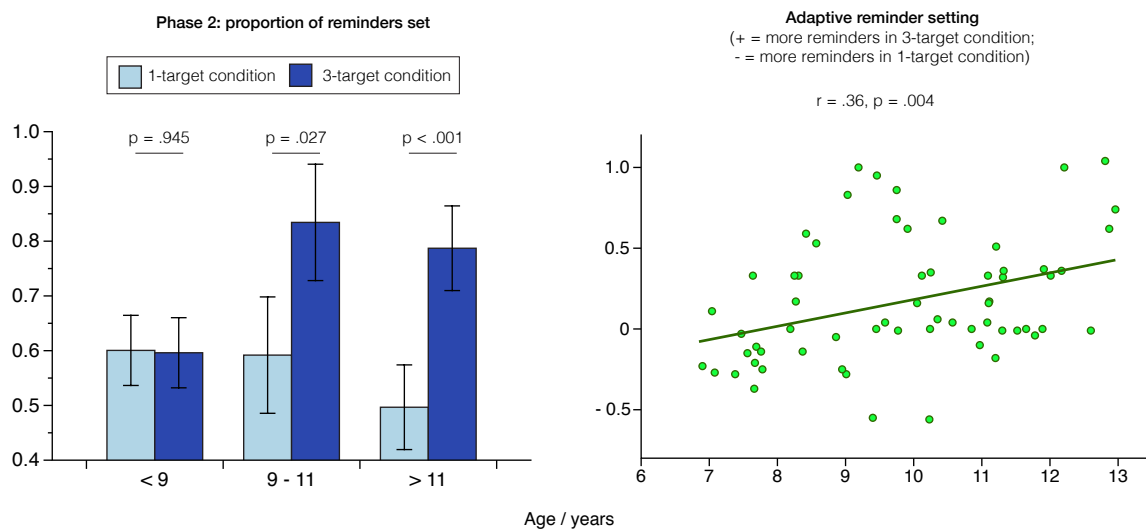 Phase 2: proportion of reminders set
1-target condition
3-target condition
p = .945
p = .027
p < .001
1.0
0.9
0.8
0.7
0.6
0.5
0.4
< 9
9 - 11
> 11
Adaptive reminder setting
(+ = more reminders in 3-target condition;
- = more reminders in 1-target condition)
r = .36, p = .004
1.0
0.5
0
- 0.5
6
7
8
9
10
11
12
13
Age / years